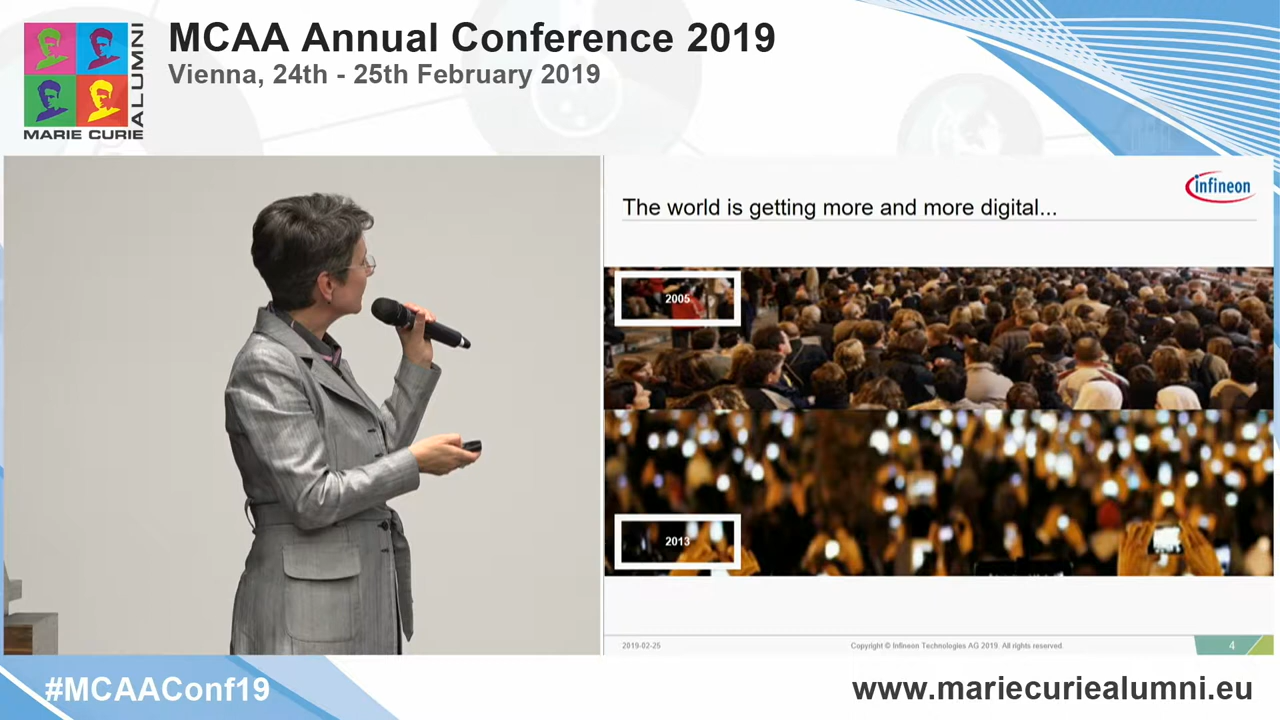 MCAA Annual Conference 2019
Vienna, 24th - 25th February 2019
ALUMNI
MARIE CURIE
infineon
The world is getting more and more digital...
2005
2013
2019-02-25
Copyright © Infineon Technologies AG 2019. All rights reserved.
4
#MCAAConf19
www.mariecuriealumni.eu